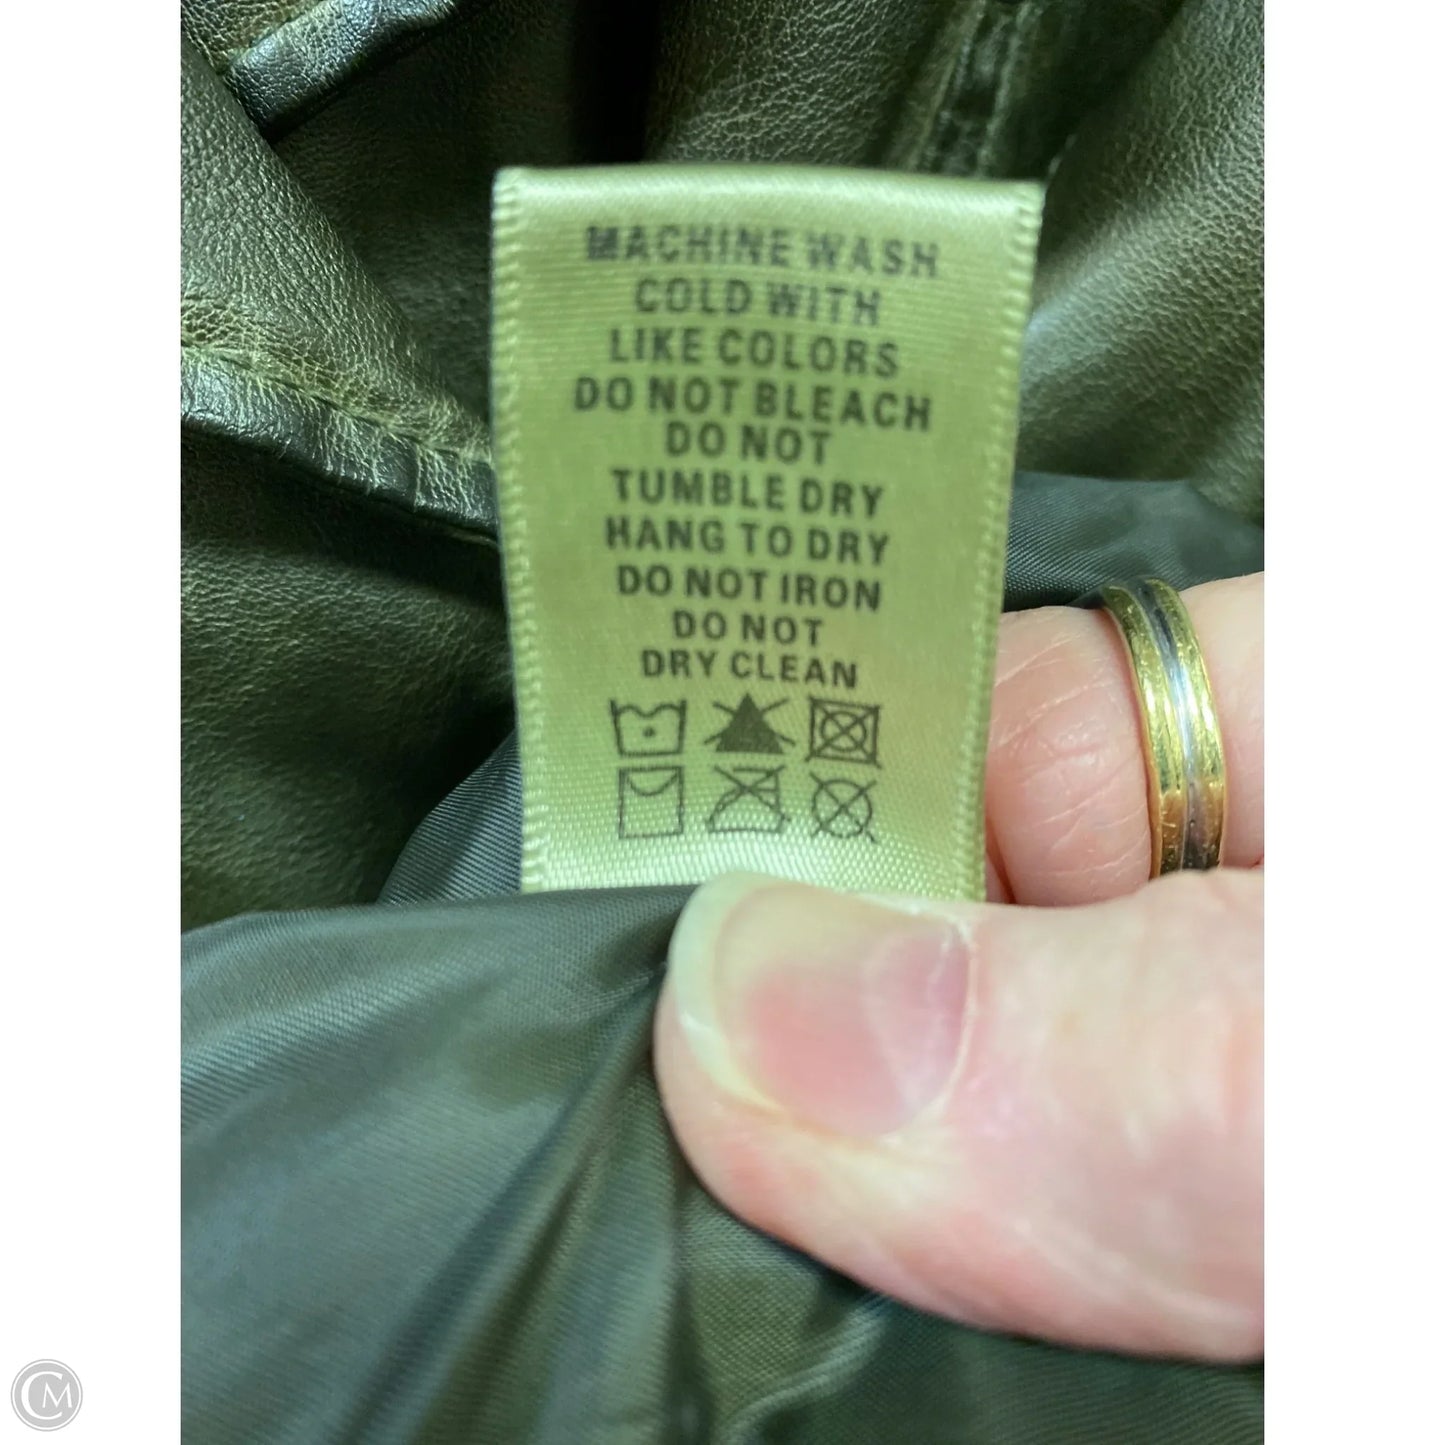 MACHINE WASH
COLD WITH
LIKE COLORS
DO NOT BLEACH
DO NOT
TUMBLE DRY
HANG TO DRY
DO NOT IRON
DO NOT
DRY CLEAN
CM